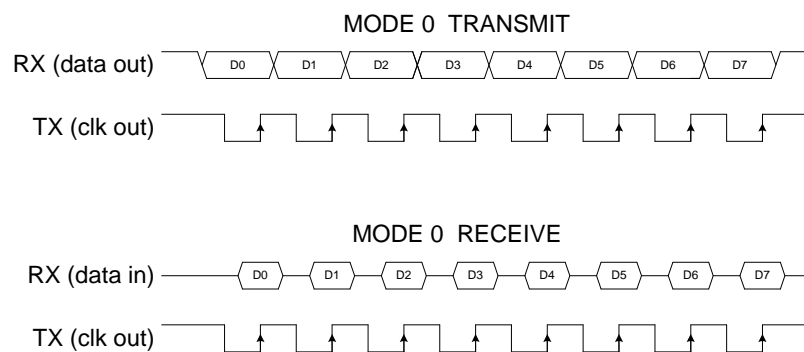 MODE 0 TRANSMIT
RX (data out) D0 D1 D2 D3 D4 D5 D6 D7
TX (clk out)
MODE 0 RECEIVE
RX (data in) D0 D1 D2 D3 D4 D5 D6 D7
TX (clk out)